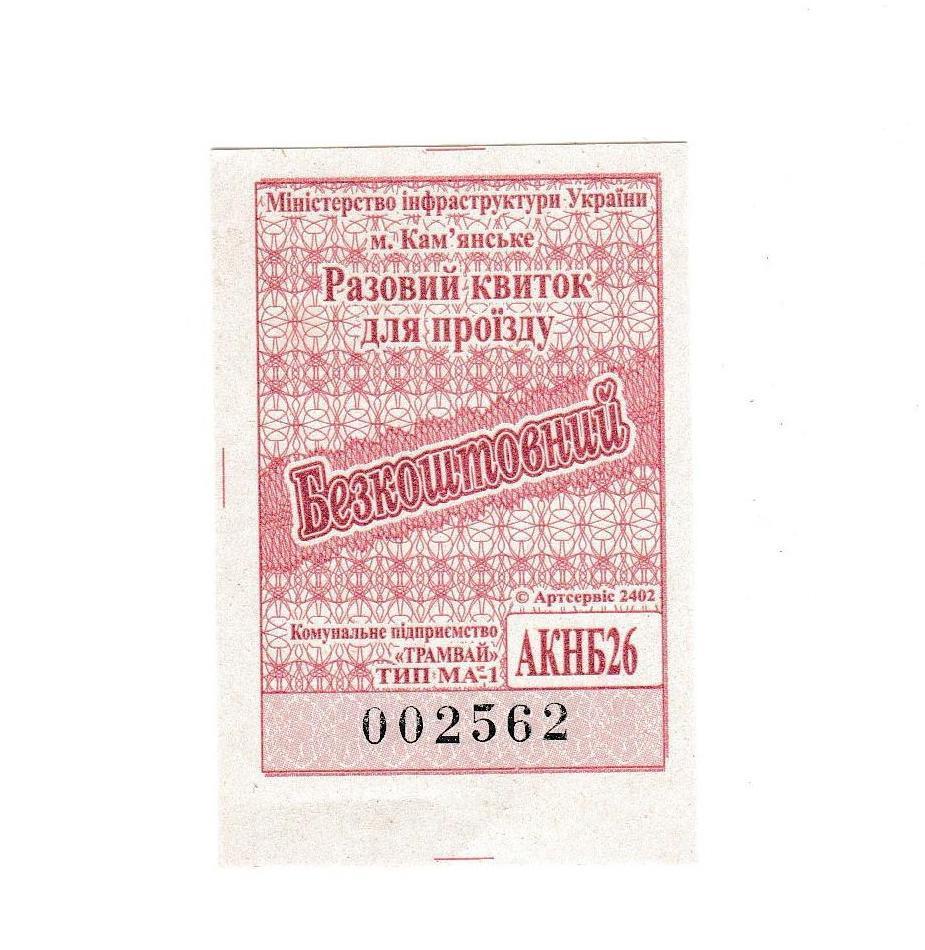 Міністерство інфраструктури України
м. Кам'янське
Разовий квиток
для проїзду
Безкоштовний
© Артсервіс 2402
Комунальне підприємство
«ТРАМВАЙ»
ТИП МА-1
АКНБ26
002562